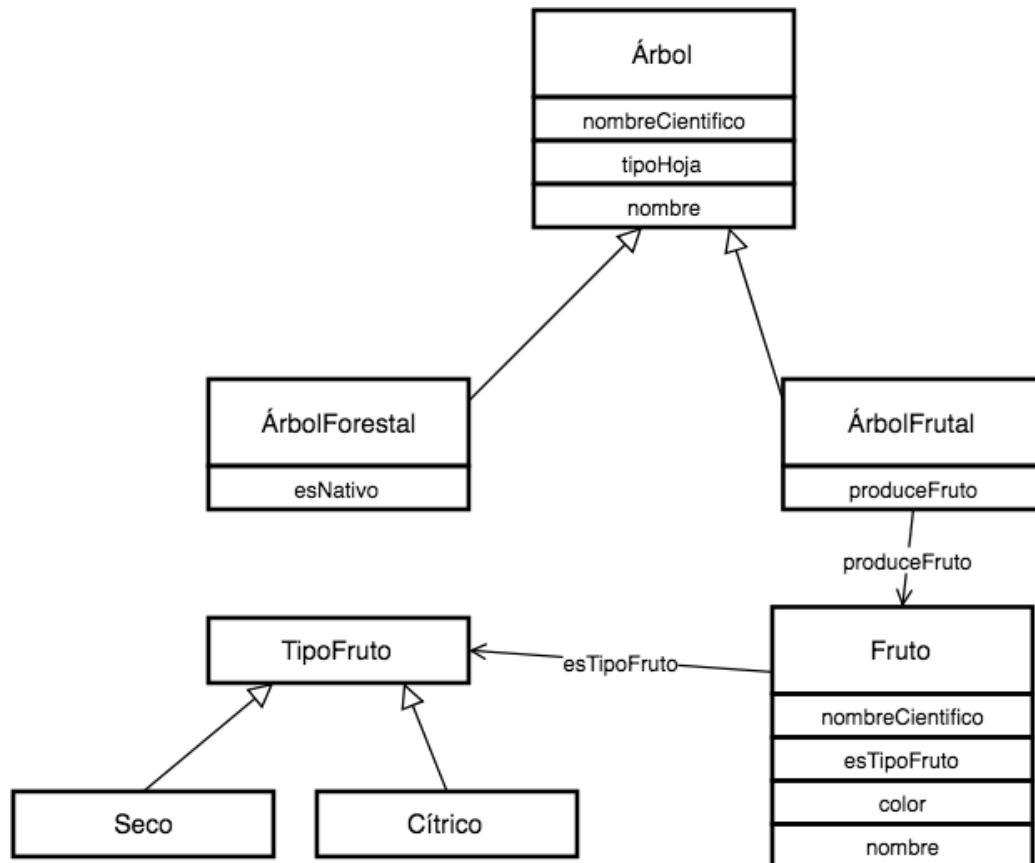 Árbol
nombreCientifico
tipoHoja
nombre
ÁrbolForestal
esNativo
ÁrbolFrutal
produceFruto
produceFruto
TipoFruto
esTipoFruto
Fruto
nombreCientifico
esTipoFruto
color
nombre
Seco
Cítrico